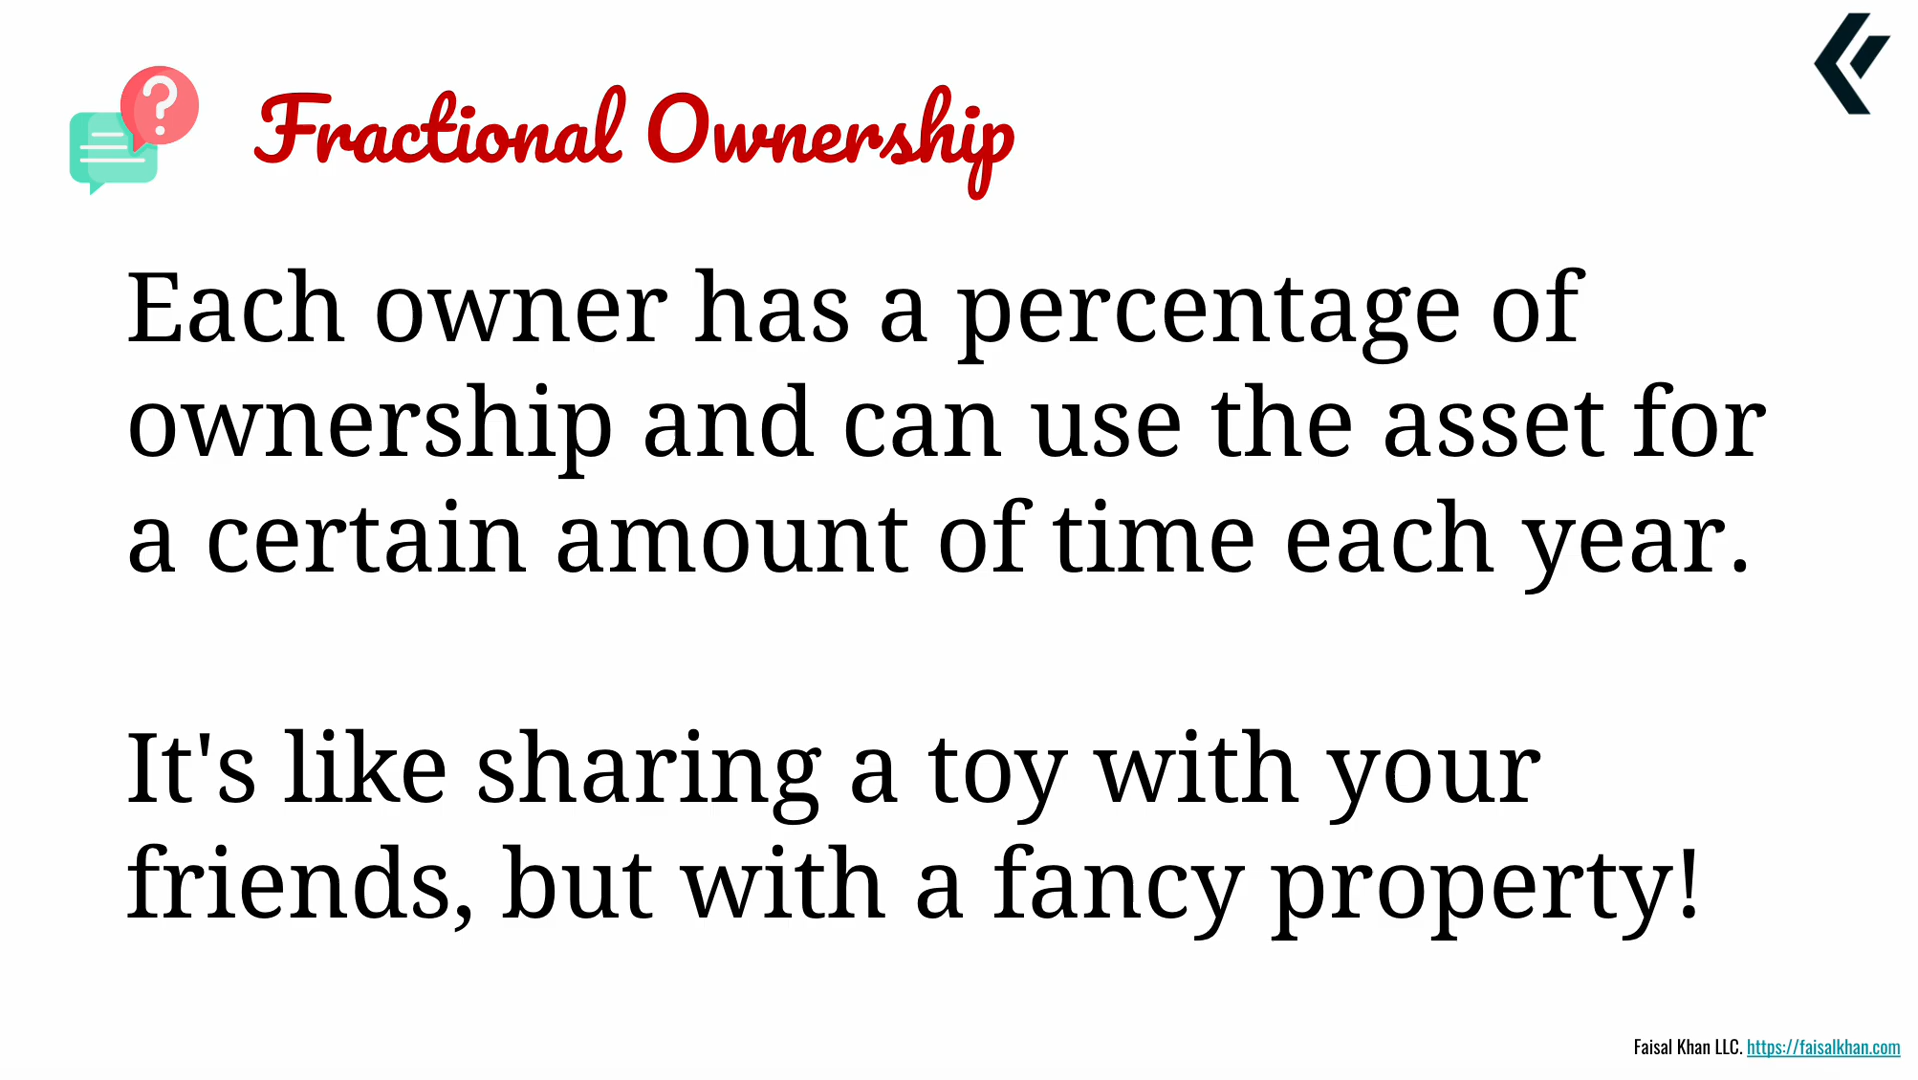 Fractional Ownership
Each owner has a percentage of
ownership and can use the asset for
a certain amount of time each year.
It's like sharing a toy with your
friends, but with a fancy property!
Faisal Khan LLC. https://faisalkhan.com